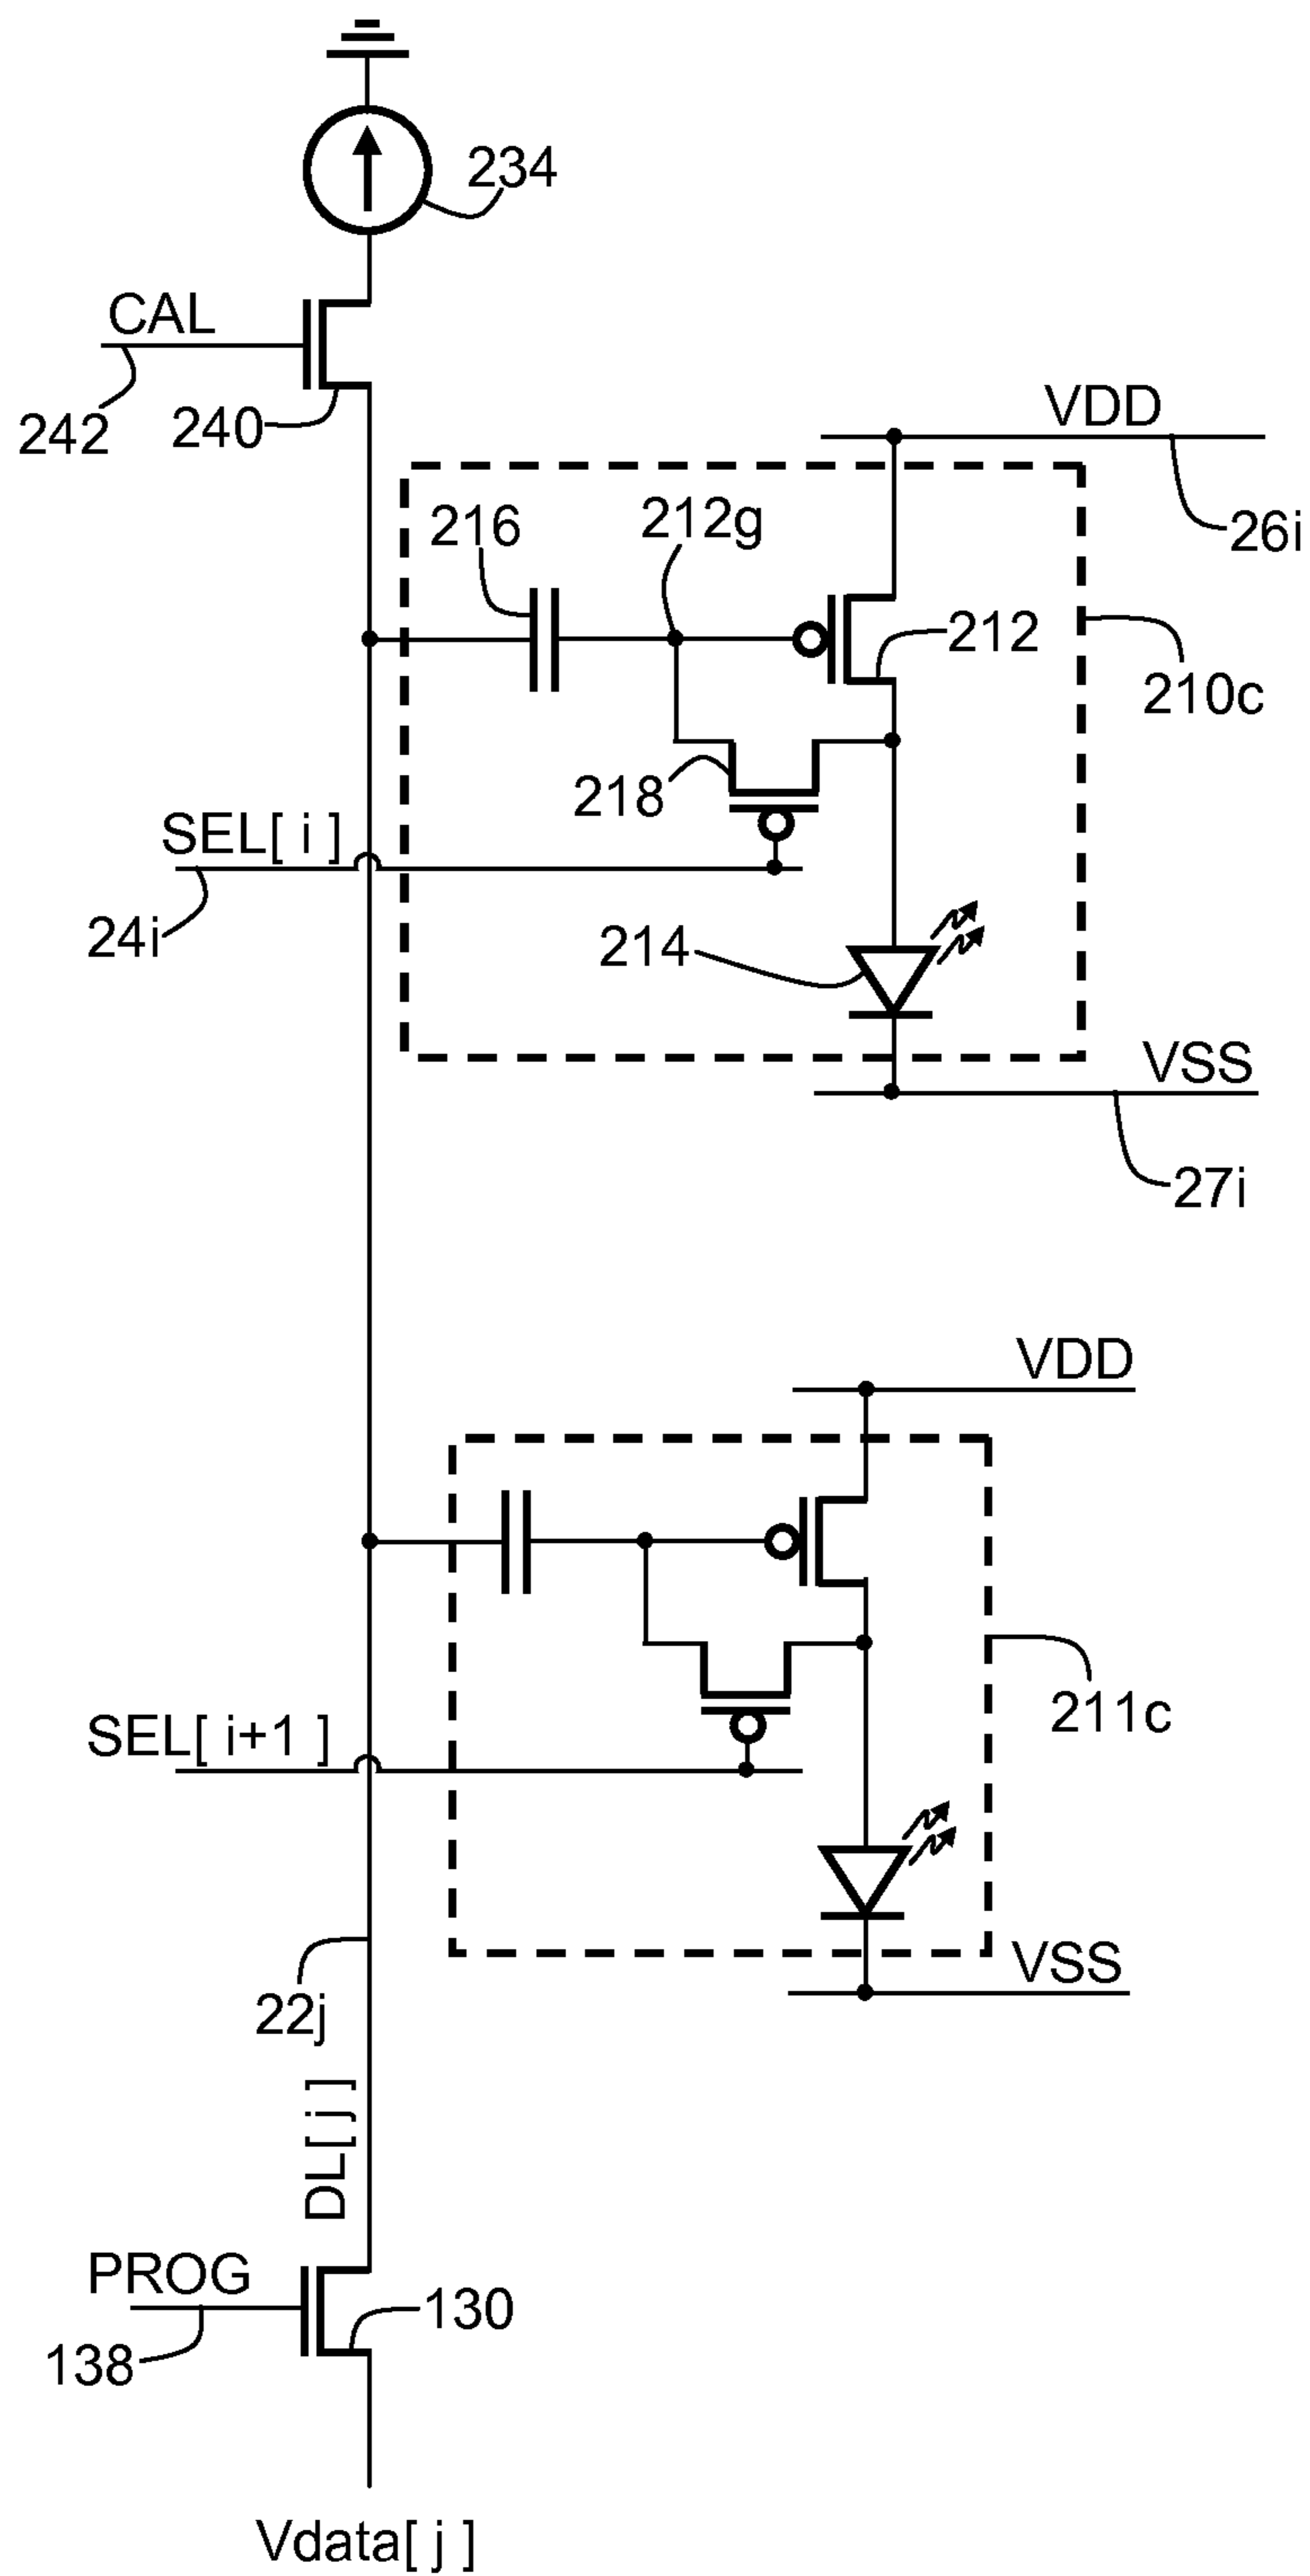 234
CAL
242
240
VDD
26i
216
212g
212
210c
218
SEL[ i ]
24i
214
VSS
27i
VDD
211c
SEL[ i+1 ]
VSS
22j
DL[ j ]
PROG
138
130
Vdata[ j ]